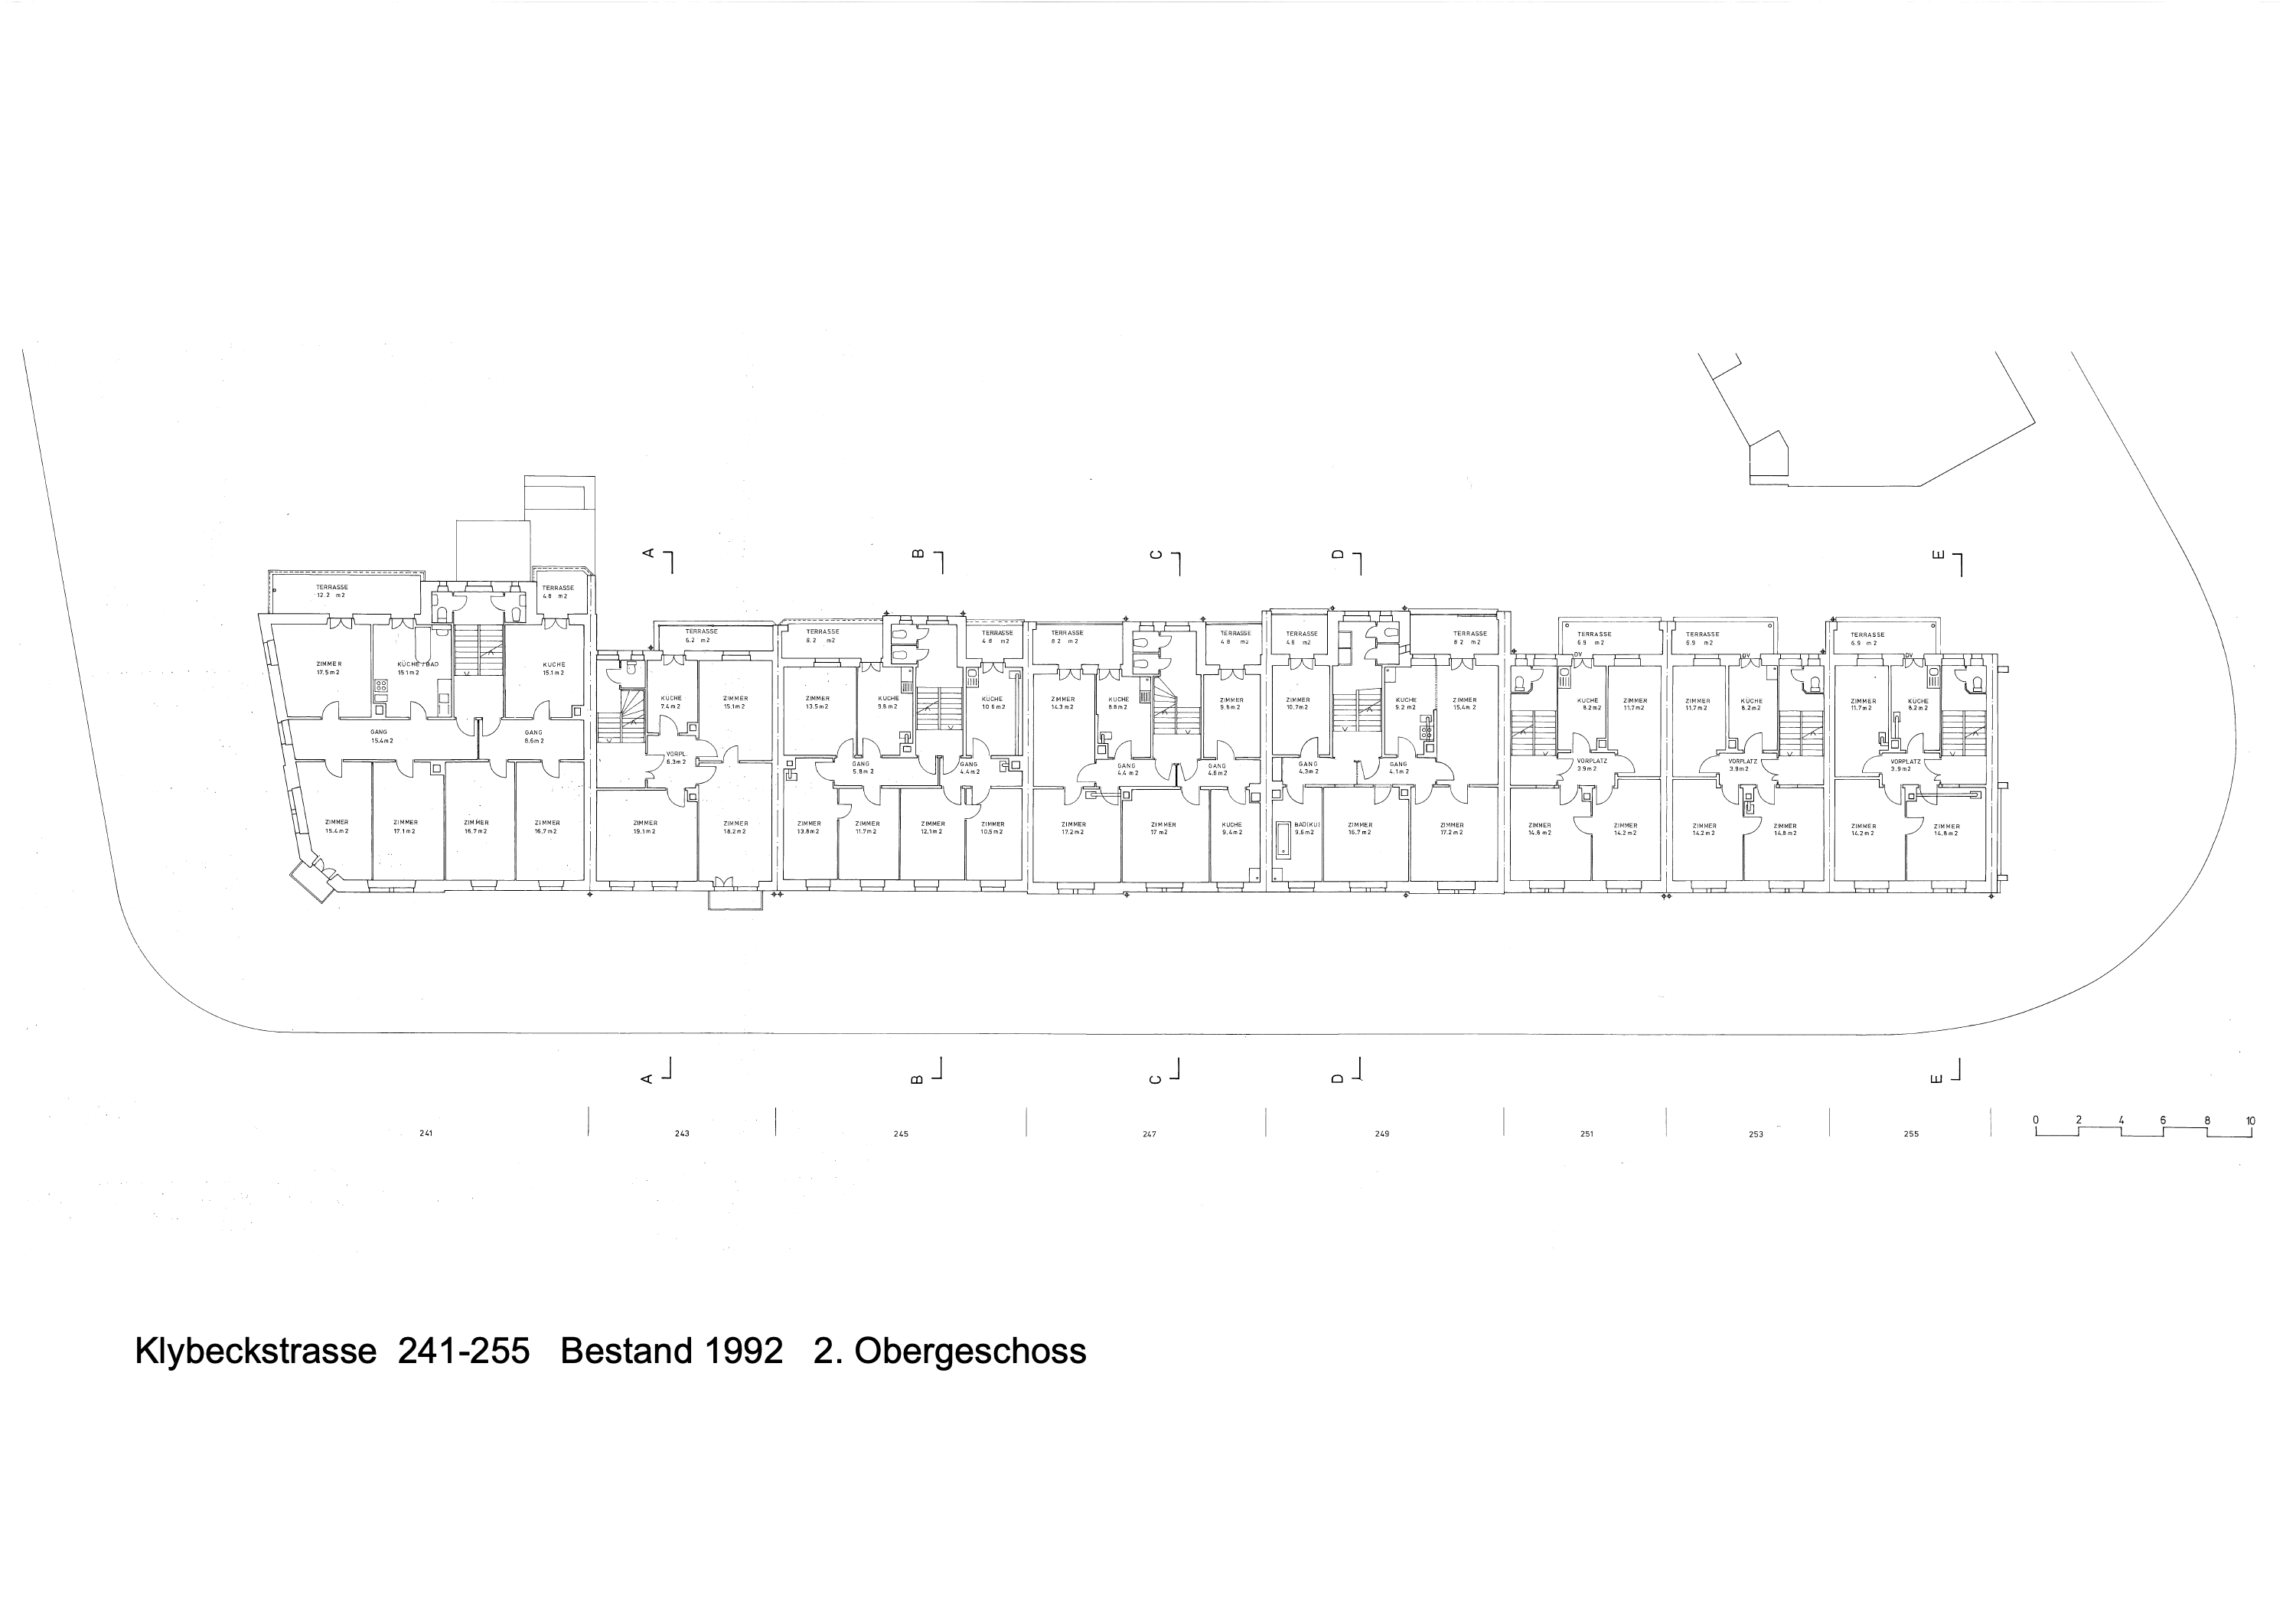 A
B
C
D
E
TERRASSE
12.2 m2
TERRASSE
4.8 m2
ZIMMER
17.5 m2
KÜCHE / BAD
15.1 m2
KÜCHE
15.1 m2
GANG
15.4 m2
GANG
8.6 m2
ZIMMER
15.4 m2
ZIMMER
17.1 m2
ZIMMER
16.7 m2
ZIMMER
16.7 m2
TERRASSE
6.2 m2
KÜCHE
7.4 m2
ZIMMER
15.1 m2
VORPL.
6.3 m2
ZIMMER
19.1 m2
ZIMMER
18.2 m2
TERRASSE
8.2 m2
TERRASSE
4.8 m2
ZIMMER
13.5 m2
KÜCHE
9.8 m2
KÜCHE
10.6 m2
GANG
5.8 m2
GANG
4.4 m2
ZIMMER
13.8 m2
ZIMMER
11.7 m2
ZIMMER
12.1 m2
ZIMMER
10.5 m2
TERRASSE
8.2 m2
TERRASSE
4.8 m2
ZIMMER
14.3 m2
KÜCHE
8.8 m2
ZIMMER
9.8 m2
GANG
4.4 m2
GANG
4.6 m2
ZIMMER
17.2 m2
ZIMMER
17 m2
KÜCHE
9.4 m2
TERRASSE
4.8 m2
TERRASSE
8.2 m2
ZIMMER
10.7 m2
KÜCHE
9.2 m2
ZIMMER
15.4 m2
GANG
4.3 m2
GANG
4.1 m2
BAD/KÜ
9.6 m2
ZIMMER
16.7 m2
ZIMMER
17.2 m2
TERRASSE
6.9 m2
DV
KÜCHE
8.2 m2
ZIMMER
11.7 m2
VORPLATZ
3.9 m2
ZIMMER
14.8 m2
ZIMMER
14.2 m2
TERRASSE
6.9 m2
DV
ZIMMER
11.7 m2
KÜCHE
8.2 m2
VORPLATZ
3.9 m2
ZIMMER
14.2 m2
ZIMMER
14.8 m2
TERRASSE
6.9 m2
DV
ZIMMER
11.7 m2
KÜCHE
8.2 m2
VORPLATZ
3.9 m2
ZIMMER
14.2 m2
ZIMMER
14.8 m2
A
B
C
D
E
241
243
245
247
249
251
253
255
0 2 4 6 8 10
Klybeckstrasse 241-255 Bestand 1992 2. Obergeschoss